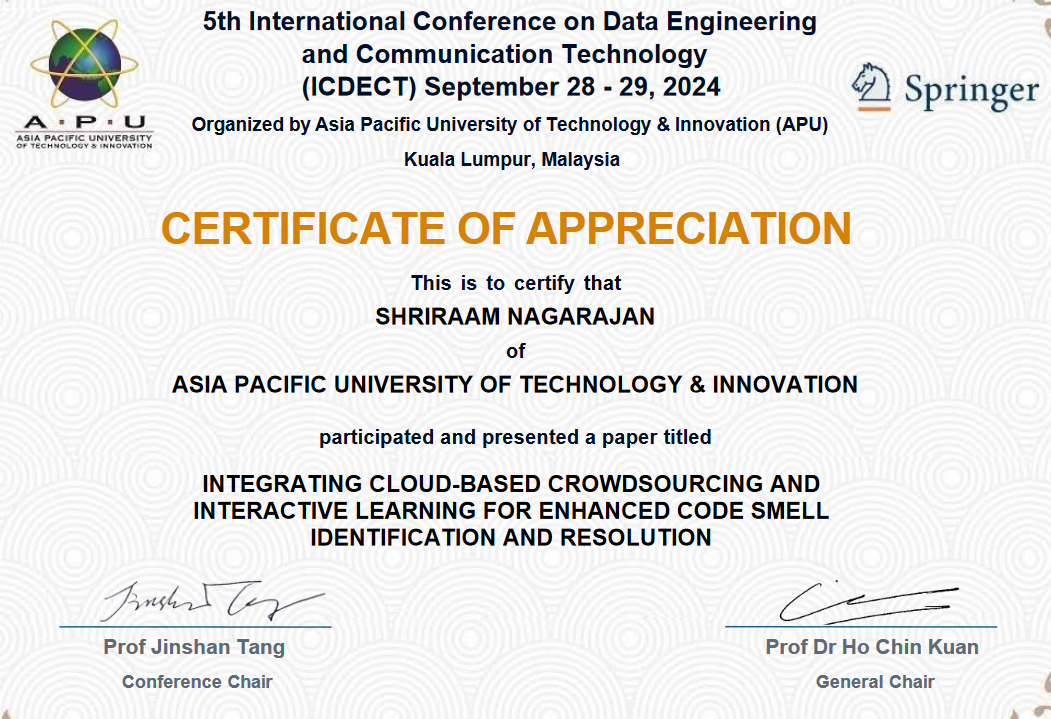 5th International Conference on Data Engineering
and Communication Technology
(ICDECT) September 28 - 29, 2024
Organized by Asia Pacific University of Technology & Innovation (APU)
Kuala Lumpur, Malaysia
A · P · U
ASIA PACIFIC UNIVERSITY
OF TECHNOLOGY & INNOVATION
Springer
CERTIFICATE OF APPRECIATION
This is to certify that
SHRIRAAM NAGARAJAN
of
ASIA PACIFIC UNIVERSITY OF TECHNOLOGY & INNOVATION
participated and presented a paper titled
INTEGRATING CLOUD-BASED CROWDSOURCING AND
INTERACTIVE LEARNING FOR ENHANCED CODE SMELL
IDENTIFICATION AND RESOLUTION
Jinshan Tang
Prof Jinshan Tang
Conference Chair
Prof Dr Ho Chin Kuan
General Chair